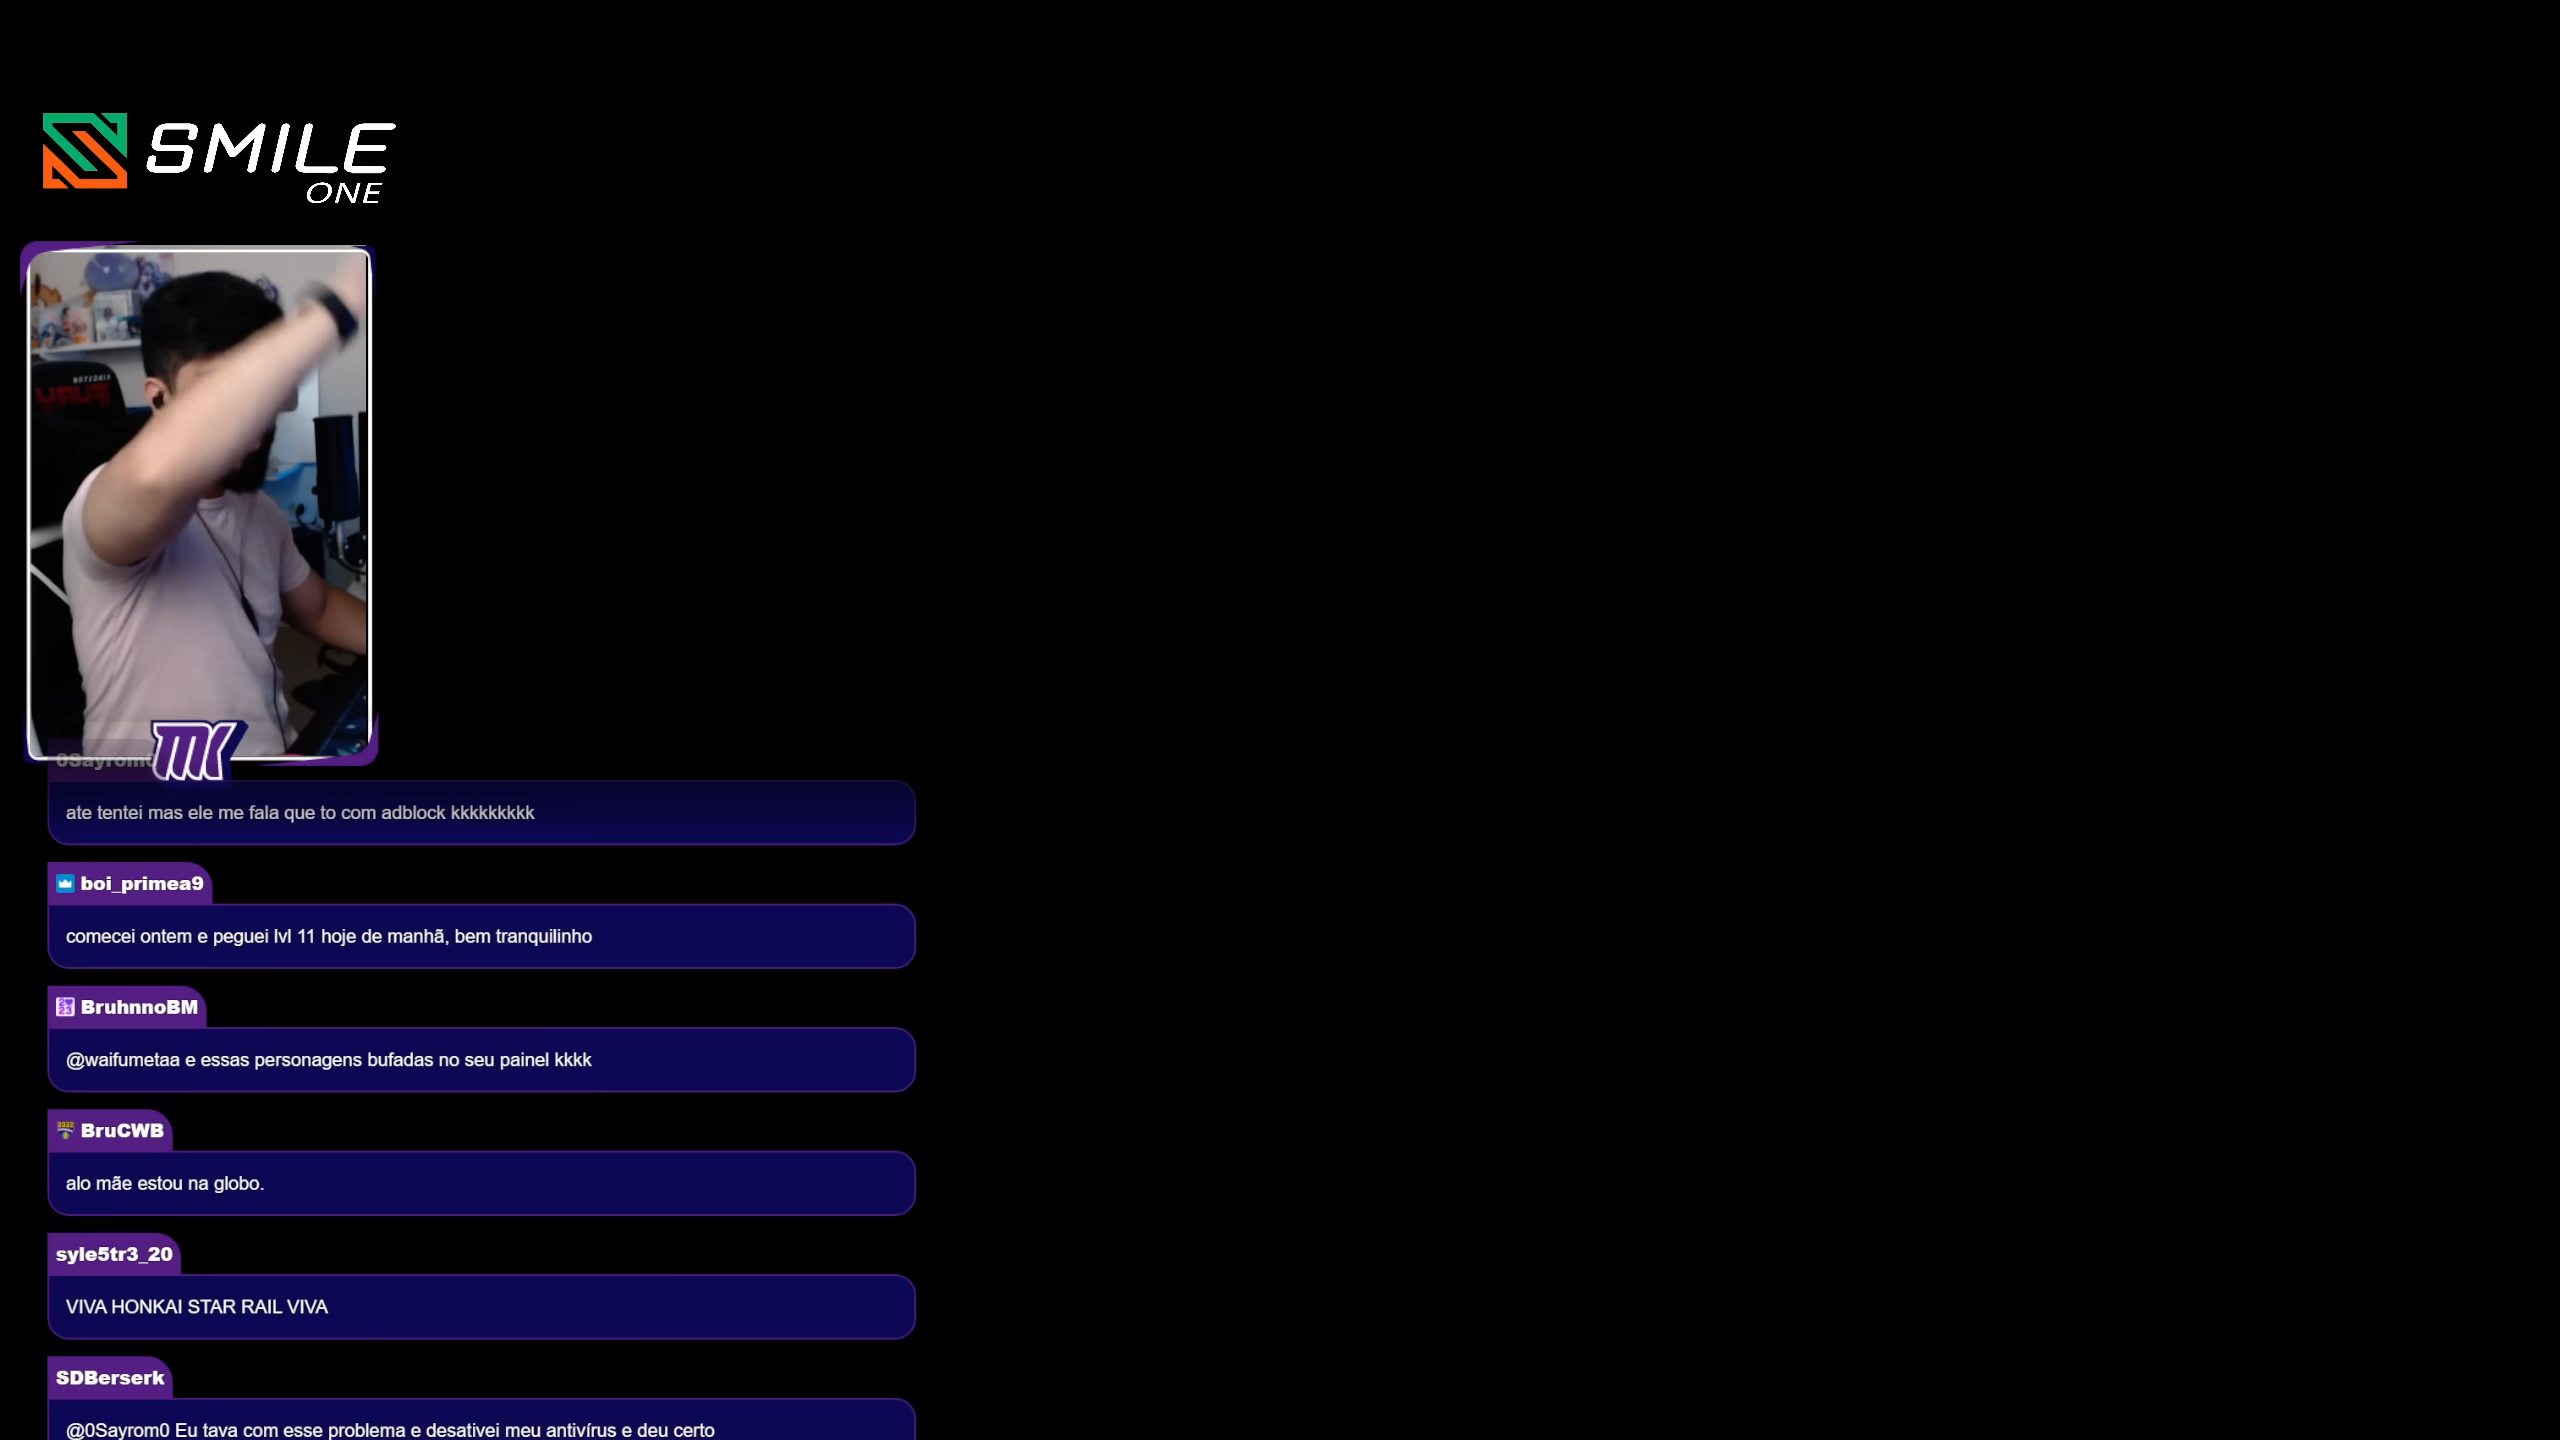 SMILE
ONE
MK
0Sayrom0
ate tentei mas ele me fala que to com adblock kkkkkkkkk
boi_primea9
comecei ontem e peguei lvl 11 hoje de manhã, bem tranquilinho
BruhnnoBM
@waifumetaa e essas personagens bufadas no seu painel kkkk
BruCWB
alo mãe estou na globo.
syle5tr3_20
VIVA HONKAI STAR RAIL VIVA
SDBerserk
@0Sayrom0 Eu tava com esse problema e desativei meu antivírus e deu certo